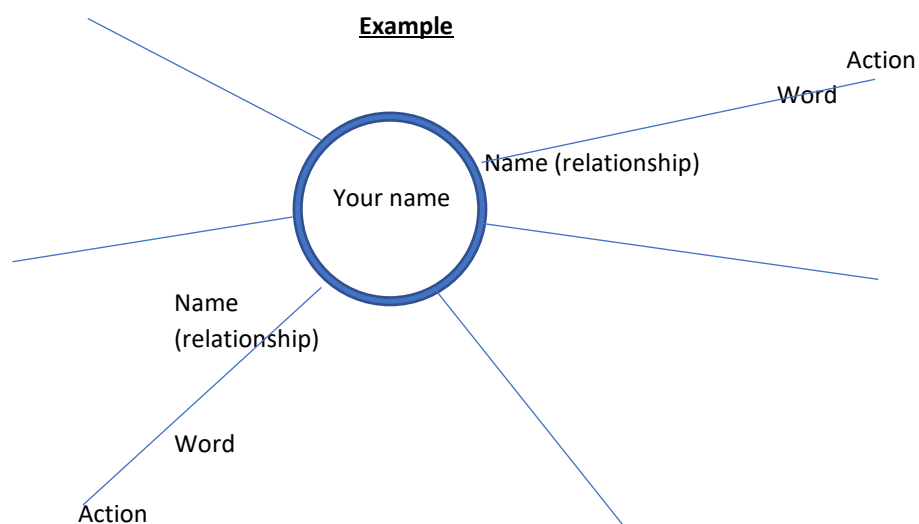 Example
Action
Word
Name (relationship)
Your name
Name
(relationship)
Word
Action